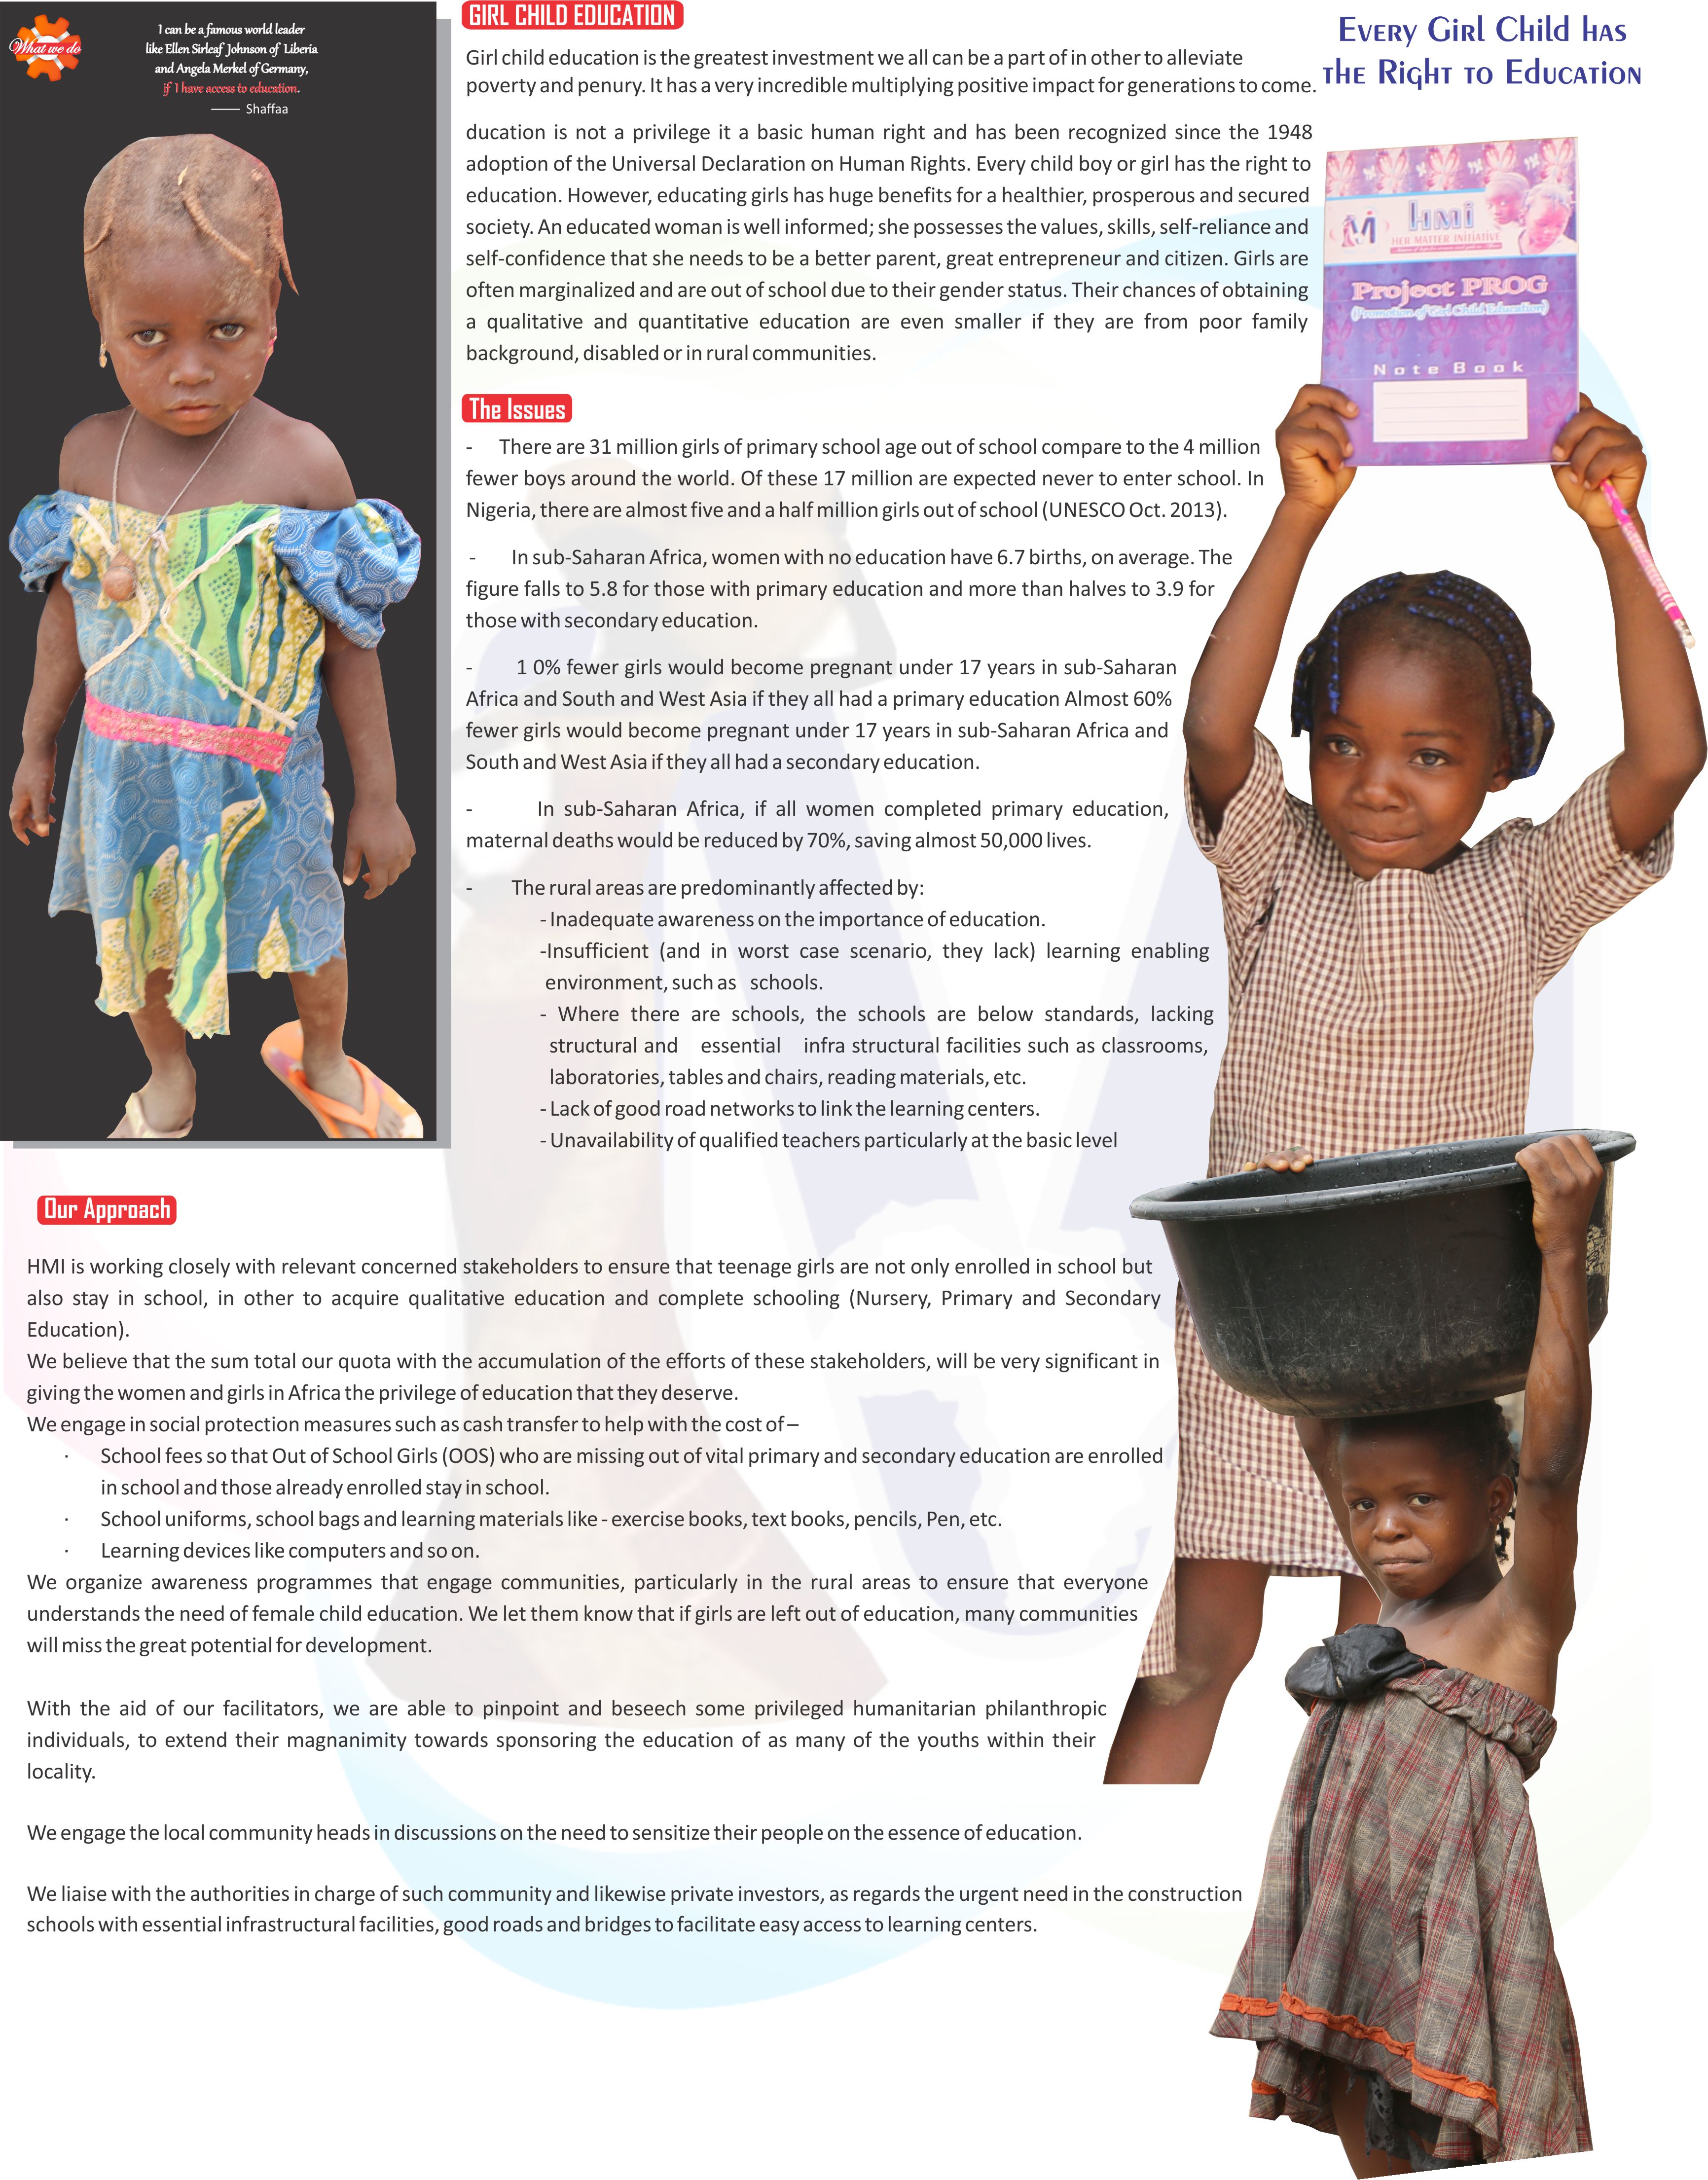 What we do
I can be a famous world leader
like Ellen Sirleaf Johnson of Liberia
and Angela Merkel of Germany,
if I have access to education.
—— Shaffaa
GIRL CHILD EDUCATION
Girl child education is the greatest investment we all can be a part of in other to alleviate
poverty and penury. It has a very incredible multiplying positive impact for generations to come.
ducation is not a privilege it a basic human right and has been recognized since the 1948
adoption of the Universal Declaration on Human Rights. Every child boy or girl has the right to
education. However, educating girls has huge benefits for a healthier, prosperous and secured
society. An educated woman is well informed; she possesses the values, skills, self-reliance and
self-confidence that she needs to be a better parent, great entrepreneur and citizen. Girls are
often marginalized and are out of school due to their gender status. Their chances of obtaining
a qualitative and quantitative education are even smaller if they are from poor family
background, disabled or in rural communities.
Every Girl Child has
the Right to Education
M hmi
HER MATTER INITIATIVE
Project PROG
(Promotion of Girl Child Education)
Note Book
The Issues
- There are 31 million girls of primary school age out of school compare to the 4 million
fewer boys around the world. Of these 17 million are expected never to enter school. In
Nigeria, there are almost five and a half million girls out of school (UNESCO Oct. 2013).
- In sub-Saharan Africa, women with no education have 6.7 births, on average. The
figure falls to 5.8 for those with primary education and more than halves to 3.9 for
those with secondary education.
- 1 0% fewer girls would become pregnant under 17 years in sub-Saharan
Africa and South and West Asia if they all had a primary education Almost 60%
fewer girls would become pregnant under 17 years in sub-Saharan Africa and
South and West Asia if they all had a secondary education.
- In sub-Saharan Africa, if all women completed primary education,
maternal deaths would be reduced by 70%, saving almost 50,000 lives.
- The rural areas are predominantly affected by:
- Inadequate awareness on the importance of education.
-Insufficient (and in worst case scenario, they lack) learning enabling
environment, such as schools.
- Where there are schools, the schools are below standards, lacking
structural and essential infra structural facilities such as classrooms,
laboratories, tables and chairs, reading materials, etc.
- Lack of good road networks to link the learning centers.
- Unavailability of qualified teachers particularly at the basic level
Our Approach
HMI is working closely with relevant concerned stakeholders to ensure that teenage girls are not only enrolled in school but
also stay in school, in other to acquire qualitative education and complete schooling (Nursery, Primary and Secondary
Education).
We believe that the sum total our quota with the accumulation of the efforts of these stakeholders, will be very significant in
giving the women and girls in Africa the privilege of education that they deserve.
We engage in social protection measures such as cash transfer to help with the cost of –
· School fees so that Out of School Girls (OOS) who are missing out of vital primary and secondary education are enrolled
in school and those already enrolled stay in school.
· School uniforms, school bags and learning materials like - exercise books, text books, pencils, Pen, etc.
· Learning devices like computers and so on.
We organize awareness programmes that engage communities, particularly in the rural areas to ensure that everyone
understands the need of female child education. We let them know that if girls are left out of education, many communities
will miss the great potential for development.
With the aid of our facilitators, we are able to pinpoint and beseech some privileged humanitarian philanthropic
individuals, to extend their magnanimity towards sponsoring the education of as many of the youths within their
locality.
We engage the local community heads in discussions on the need to sensitize their people on the essence of education.
We liaise with the authorities in charge of such community and likewise private investors, as regards the urgent need in the construction
schools with essential infrastructural facilities, good roads and bridges to facilitate easy access to learning centers.